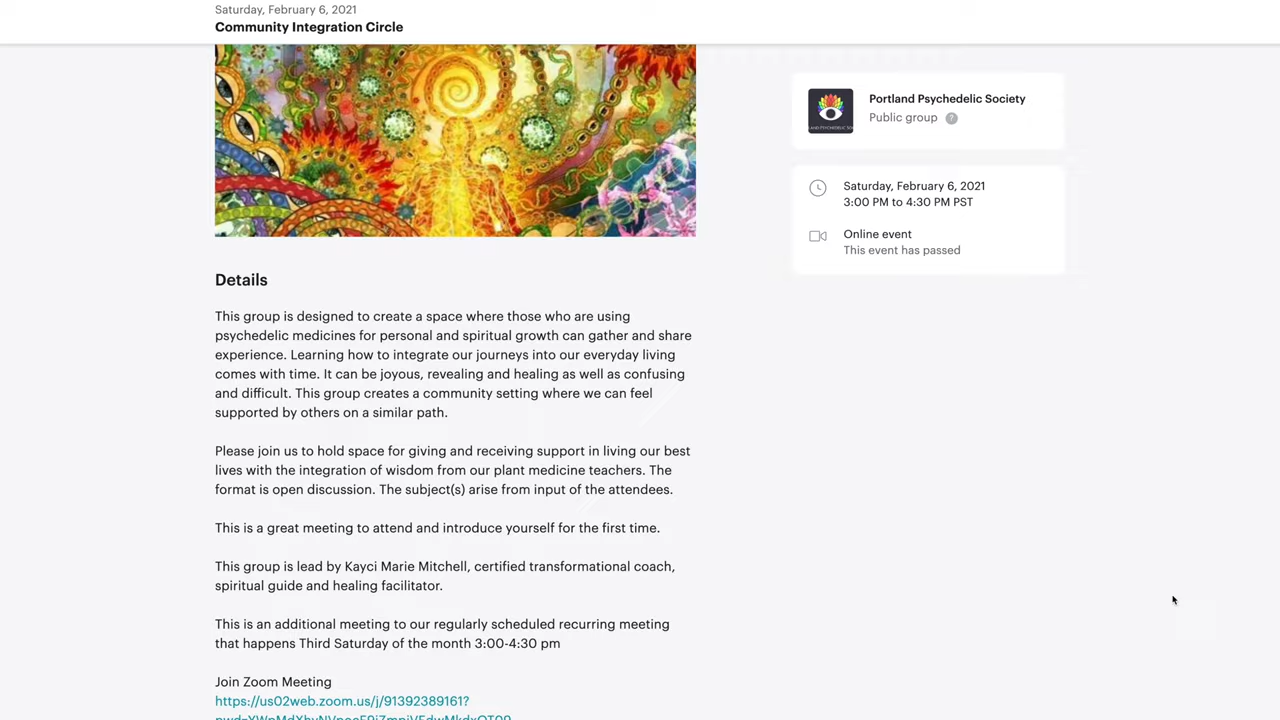 Saturday, February 6, 2021
Community Integration Circle
Portland Psychedelic Society
Public group
Saturday, February 6, 2021
3:00 PM to 4:30 PM PST
Online event
This event has passed
Details
This group is designed to create a space where those who are using
psychedelic medicines for personal and spiritual growth can gather and share
experience. Learning how to integrate our journeys into our everyday living
comes with time. It can be joyous, revealing and healing as well as confusing
and difficult. This group creates a community setting where we can feel
supported by others on a similar path.
Please join us to hold space for giving and receiving support in living our best
lives with the integration of wisdom from our plant medicine teachers. The
format is open discussion. The subject(s) arise from input of the attendees.
This is a great meeting to attend and introduce yourself for the first time.
This group is lead by Kayci Marie Mitchell, certified transformational coach,
spiritual guide and healing facilitator.
This is an additional meeting to our regularly scheduled recurring meeting
that happens Third Saturday of the month 3:00-4:30 pm
Join Zoom Meeting
https://us02web.zoom.us/j/91392389161?